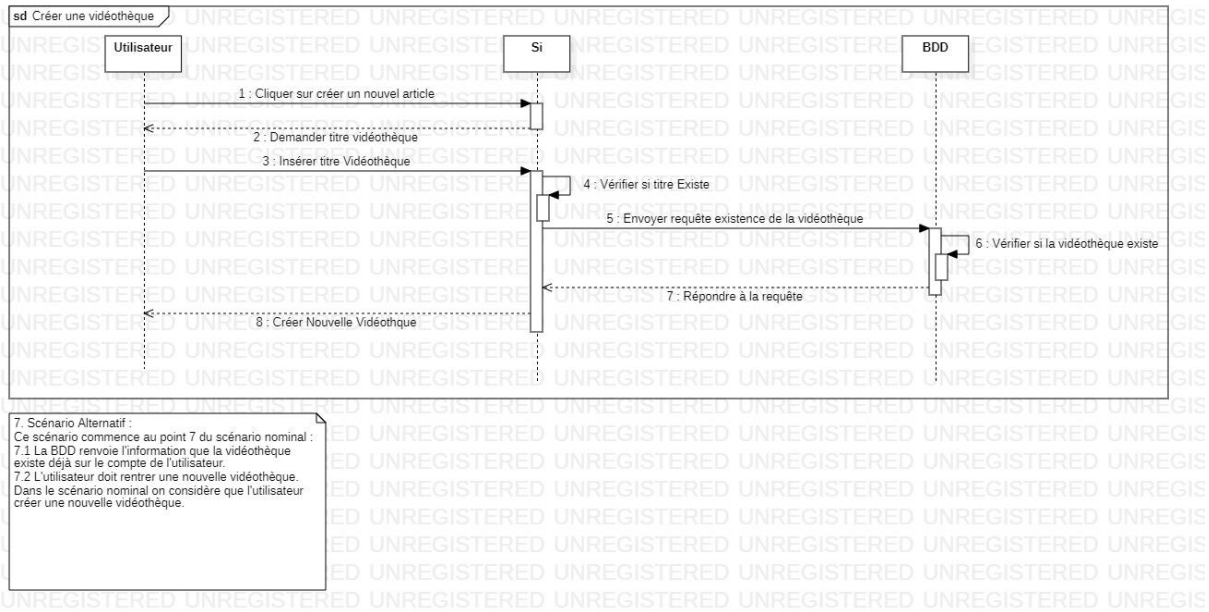 sd Créer une vidéothèque
Utilisateur
Si
BDD
1 : Cliquer sur créer un nouvel article
2 : Demander titre vidéothèque
3 : Insérer titre Vidéothèque
4 : Vérifier si titre Existe
5 : Envoyer requête existence de la vidéothèque
6 : Vérifier si la vidéothèque existe
7 : Répondre à la requête
8 : Créer Nouvelle Vidéothque
7. Scénario Alternatif :
Ce scénario commence au point 7 du scénario nominal :
7.1 La BDD renvoie l'information que la vidéothèque
existe déjà sur le compte de l'utilisateur.
7.2 L'utilisateur doit rentrer une nouvelle vidéothèque.
Dans le scénario nominal on considère que l'utilisateur
créer une nouvelle vidéothèque.
UNREGISTERED